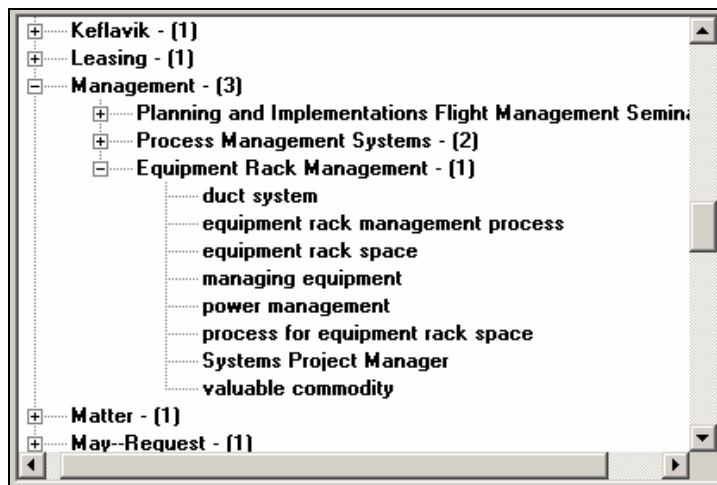 Keflavik - (1)
Leasing - (1)
Management - (3)
Planning and Implementations Flight Management Semina
Process Management Systems - (2)
Equipment Rack Management - (1)
duct system
equipment rack management process
equipment rack space
managing equipment
power management
process for equipment rack space
Systems Project Manager
valuable commodity
Matter - (1)
May--Request - (1)